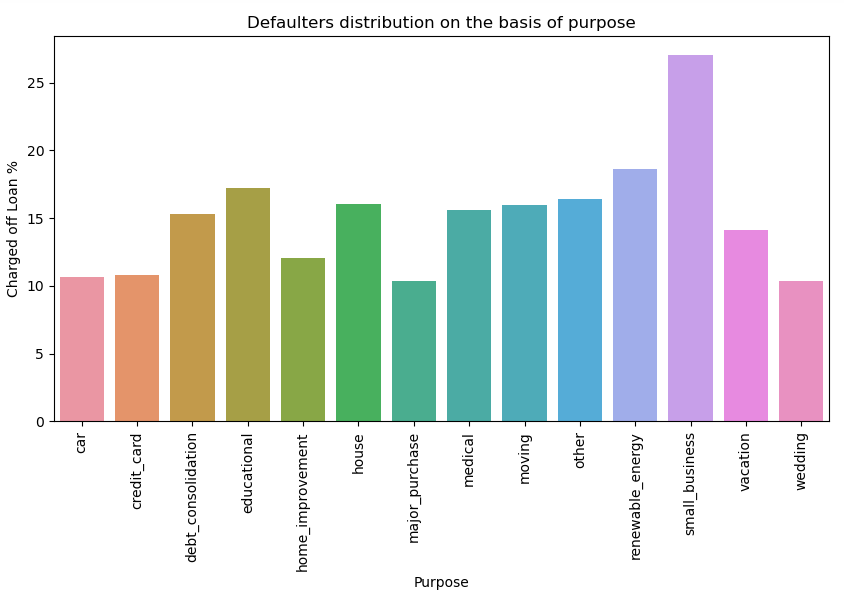 Defaulters distribution on the basis of purpose
Charged off Loan %
25
20
15
10
5
0
car
credit_card
debt_consolidation
educational
home_improvement
house
major_purchase
medical
moving
other
renewable_energy
small_business
vacation
wedding
Purpose